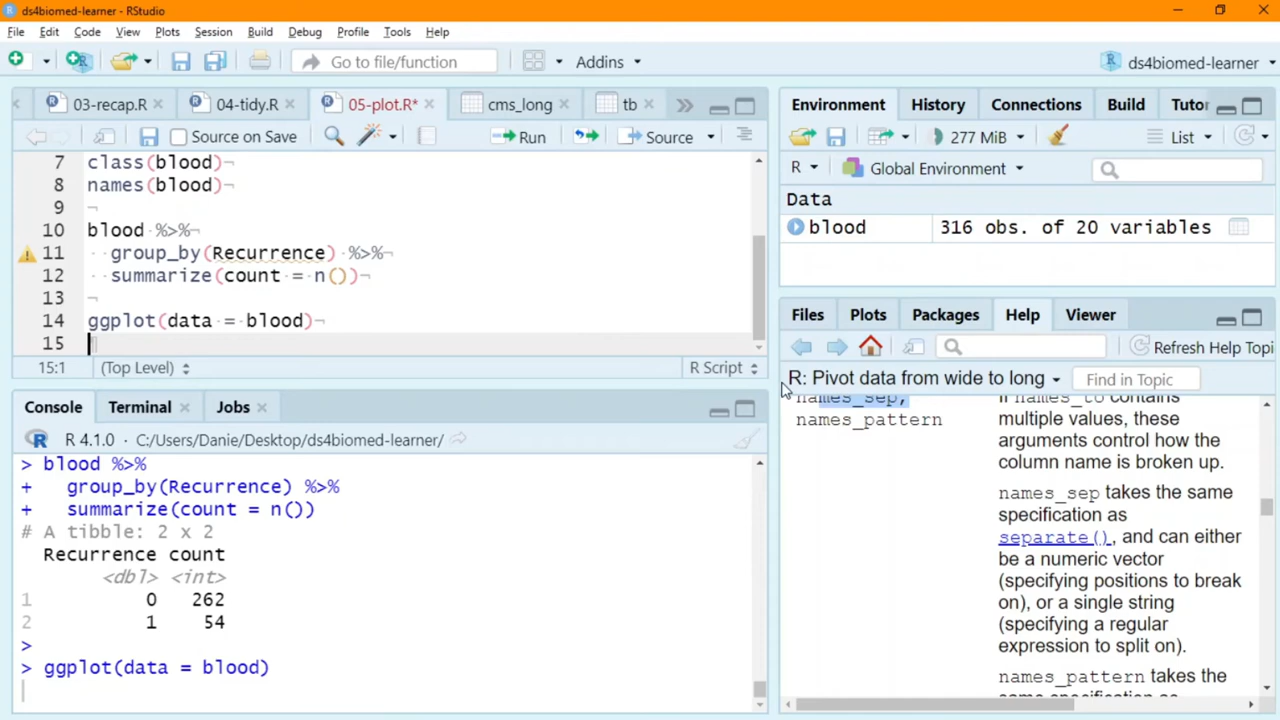 ds4biomed-learner - RStudio
File Edit Code View Plots Session Build Debug Profile Tools Help
Go to file/function Addins ds4biomed-learner
03-recap.R 04-tidy.R 05-plot.R* cms_long tb
Source on Save Run Source
7 class(blood)¬
8 names(blood)¬
9 ¬
10 blood·%>%¬
11 ··group_by(Recurrence)·%>%¬
12 ··summarize(count·=·n())¬
13 ¬
14 ggplot(data·=·blood)¬
15
15:1 (Top Level) R Script
Console Terminal Jobs
R 4.1.0 · C:/Users/Danie/Desktop/ds4biomed-learner/
> blood %>%
+ group_by(Recurrence) %>%
+ summarize(count = n())
# A tibble: 2 x 2
Recurrence count
<dbl> <int>
1 0 262
2 1 54
>
> ggplot(data = blood)
Environment History Connections Build Tutor
277 MiB List
R Global Environment
Data
blood 316 obs. of 20 variables
Files Plots Packages Help Viewer
Refresh Help Topi
R: Pivot data from wide to long Find in Topic
names_sep, If names_to contains
names_pattern multiple values, these
arguments control how the
column name is broken up.
names_sep takes the same
specification as
separate(), and can either
be a numeric vector
(specifying positions to break
on), or a single string
(specifying a regular
expression to split on).
names_pattern takes the
same specification as